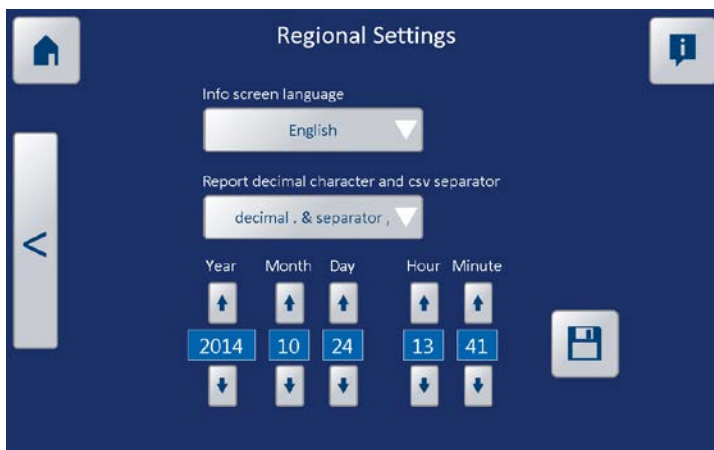 Regional Settings
i
Info screen language
English
Report decimal character and csv separator
decimal . & separator ,
Year Month Day Hour Minute
2014 10 24 13 41
<